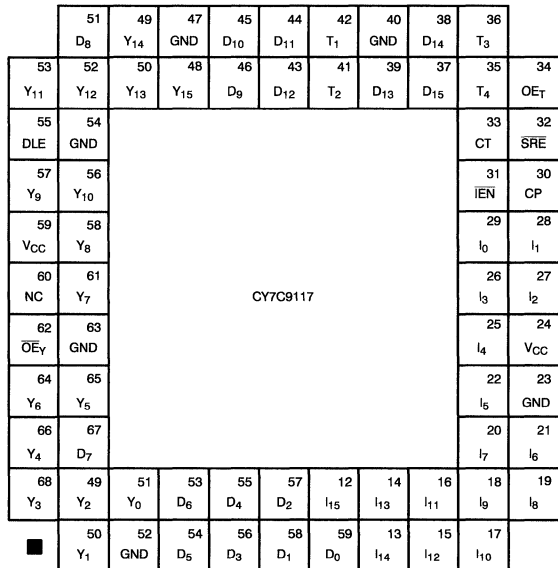 51 49 47 45 44 42 40 38 36
D8 Y14 GND D10 D11 T1 GND D14 T3
53 52 50 48 46 43 41 39 37 35 34
Y11 Y12 Y13 Y15 D9 D12 T2 D13 D15 T4 OET
55 54 33 32
DLE GND CT SRE
57 56 31 30
Y9 Y10 IEN CP
59 58 29 28
VCC Y8 I0 I1
60 61 26 27
NC Y7 CY7C9117 I3 I2
62 63 25 24
OEY GND I4 VCC
64 65 22 23
Y6 Y5 I5 GND
66 67 20 21
Y4 D7 I7 I6
68 49 51 53 55 57 12 14 16 18 19
Y3 Y2 Y0 D6 D4 D2 I15 I13 I11 I9 I8
50 52 54 56 58 59 13 15 17
Y1 GND D5 D3 D1 D0 I14 I12 I10